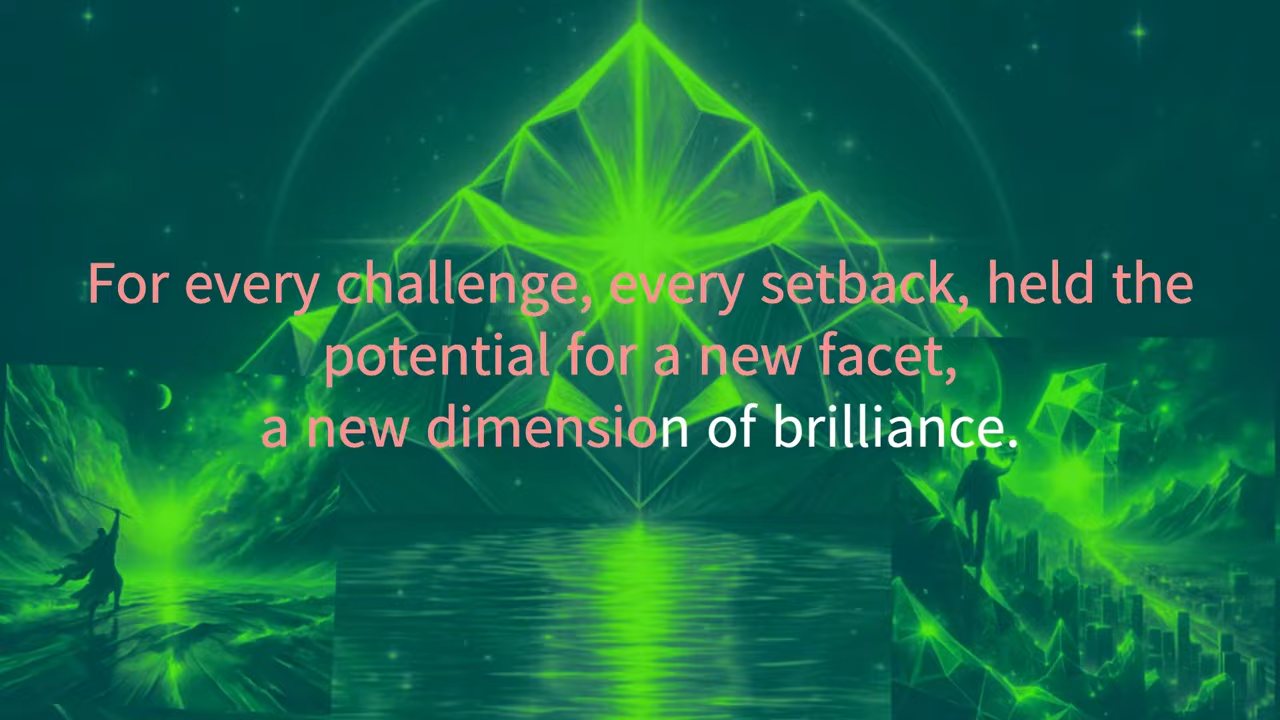 For every challenge, every setback, held the
potential for a new facet,
a new dimension of brilliance.